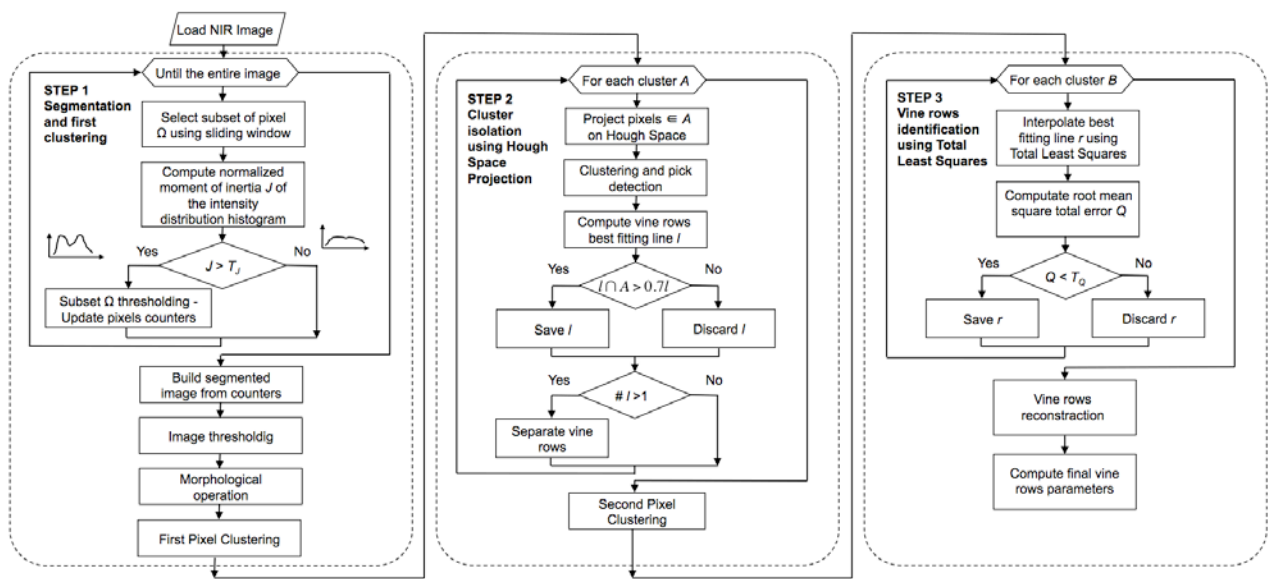 Load NIR Image
Until the entire image
STEP 1
Segmentation
and first
clustering
Select subset of pixel
Ω using sliding window
Compute normalized
moment of inertia J of
the intensity
distribution histogram
Yes
No
J > TJ
Subset Ω thresholding -
Update pixels counters
Build segmented
image from counters
Image thresholdig
Morphological
operation
First Pixel Clustering
For each cluster A
STEP 2
Cluster
isolation
using Hough
Space
Projection
Project pixels ∈ A
on Hough Space
Clustering and pick
detection
Compute vine rows
best fitting line l
Yes
No
l ∩ A > 0.7l
Save l
Discard l
Yes
No
# l >1
Separate vine
rows
Second Pixel
Clustering
For each cluster B
STEP 3
Vine rows
identification
using Total
Least Squares
Interpolate best
fitting line r using
Total Least Squares
Computate root mean
square total error Q
Yes
No
Q < TQ
Save r
Discard r
Vine rows
reconstraction
Compute final vine
rows parameters